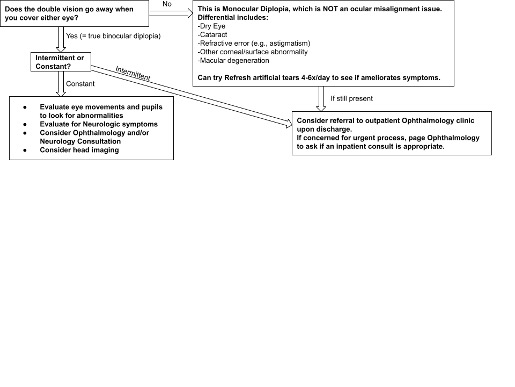 Does the double vision go away when
you cover either eye?
No
This is Monocular Diplopia, which is NOT an ocular misalignment issue.
Differential includes:
-Dry Eye
-Cataract
-Refractive error (e.g., astigmatism)
-Other corneal/surface abnormality
-Macular degeneration
Can try Refresh artificial tears 4-6x/day to see if ameliorates symptoms.
Yes (= true binocular diplopia)
Intermittent or
Constant?
Intermittent
Constant
If still present
● Evaluate eye movements and pupils
to look for abnormalities
● Evaluate for Neurologic symptoms
● Consider Ophthalmology and/or
Neurology Consultation
● Consider head imaging
Consider referral to outpatient Ophthalmology clinic
upon discharge.
If concerned for urgent process, page Ophthalmology
to ask if an inpatient consult is appropriate.